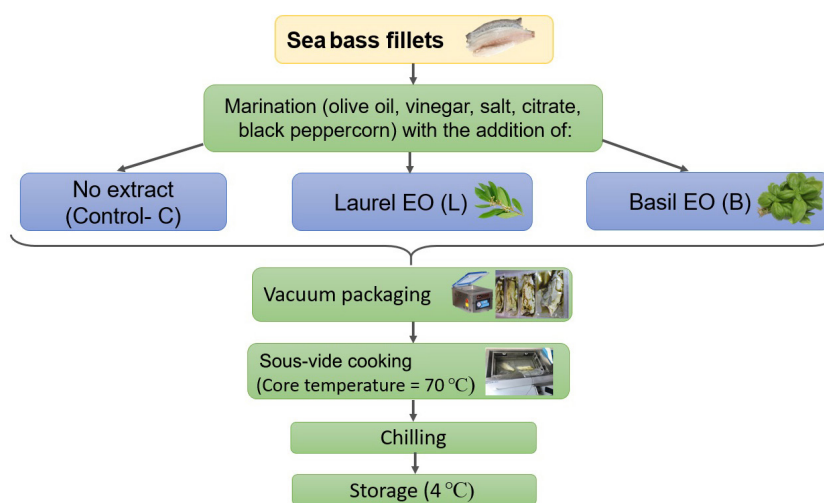 Sea bass fillets
Marination (olive oil, vinegar, salt, citrate,
black peppercorn) with the addition of:
No extract
(Control- C)
Laurel EO (L)
Basil EO (B)
Vacuum packaging
Sous-vide cooking
(Core temperature = 70 °C)
Chilling
Storage (4 °C)